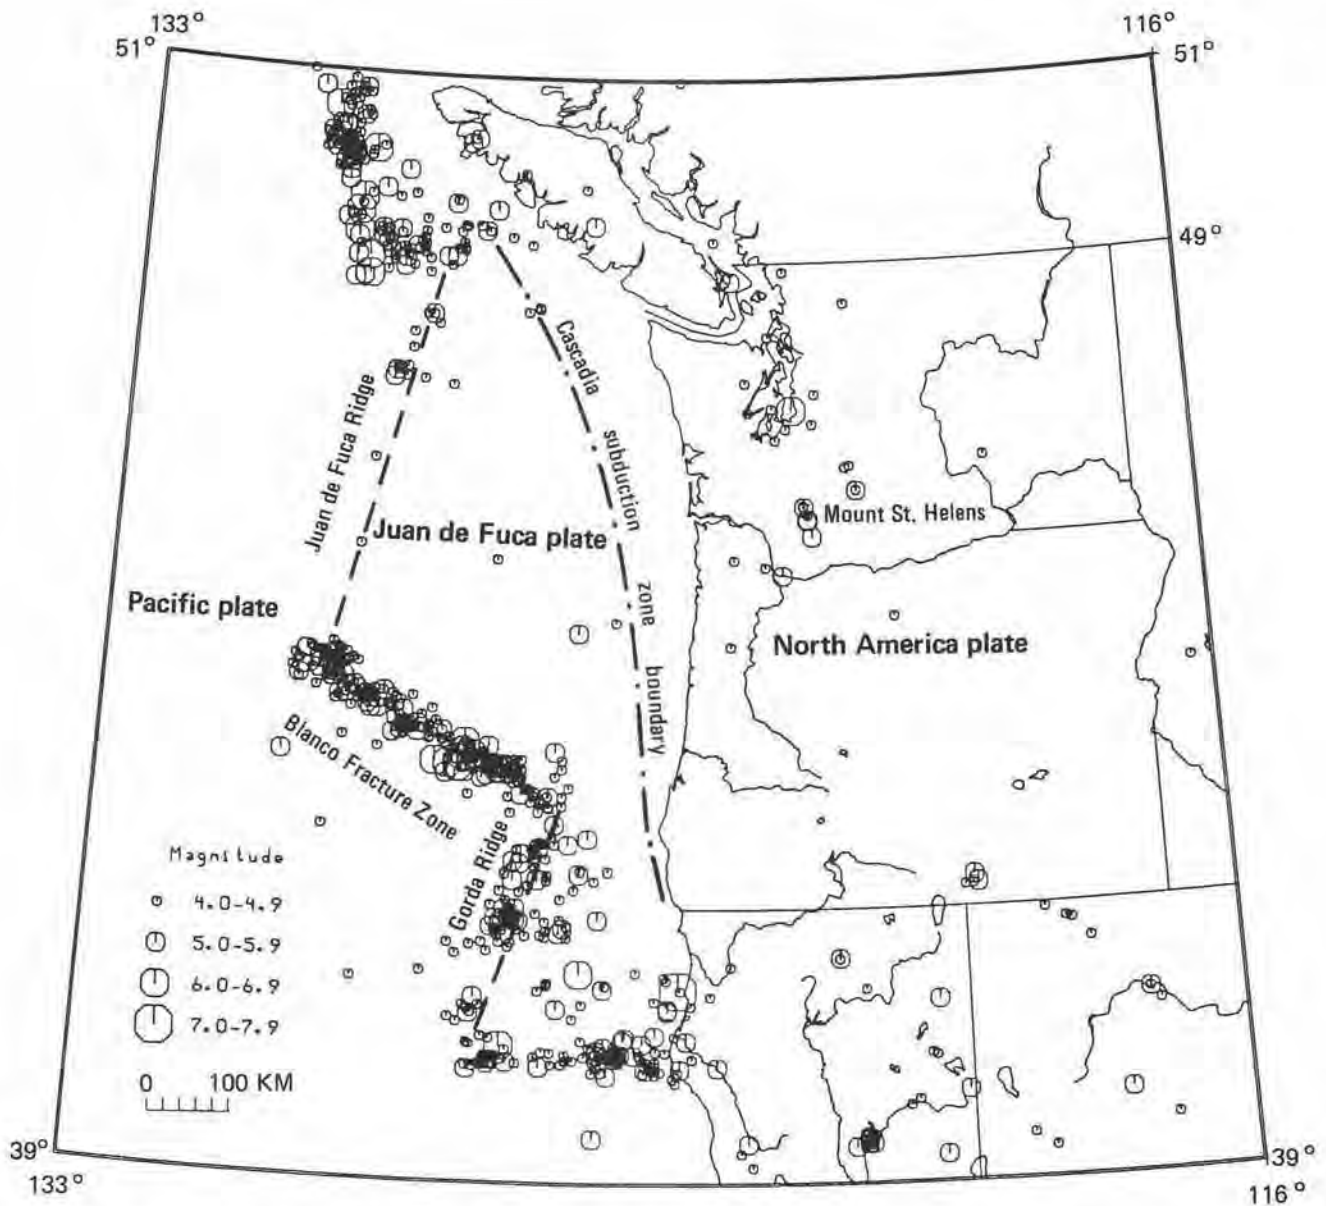 133°
116°
51°
51°
49°
Cascadia
subduction
zone
boundary
Juan de Fuca Ridge
Mount St. Helens
Juan de Fuca plate
Pacific plate
North America plate
Blanco Fracture Zone
Gorda Ridge
Magnitude
4.0-4.9
5.0-5.9
6.0-6.9
7.0-7.9
0 100 KM
39°
39°
133°
116°